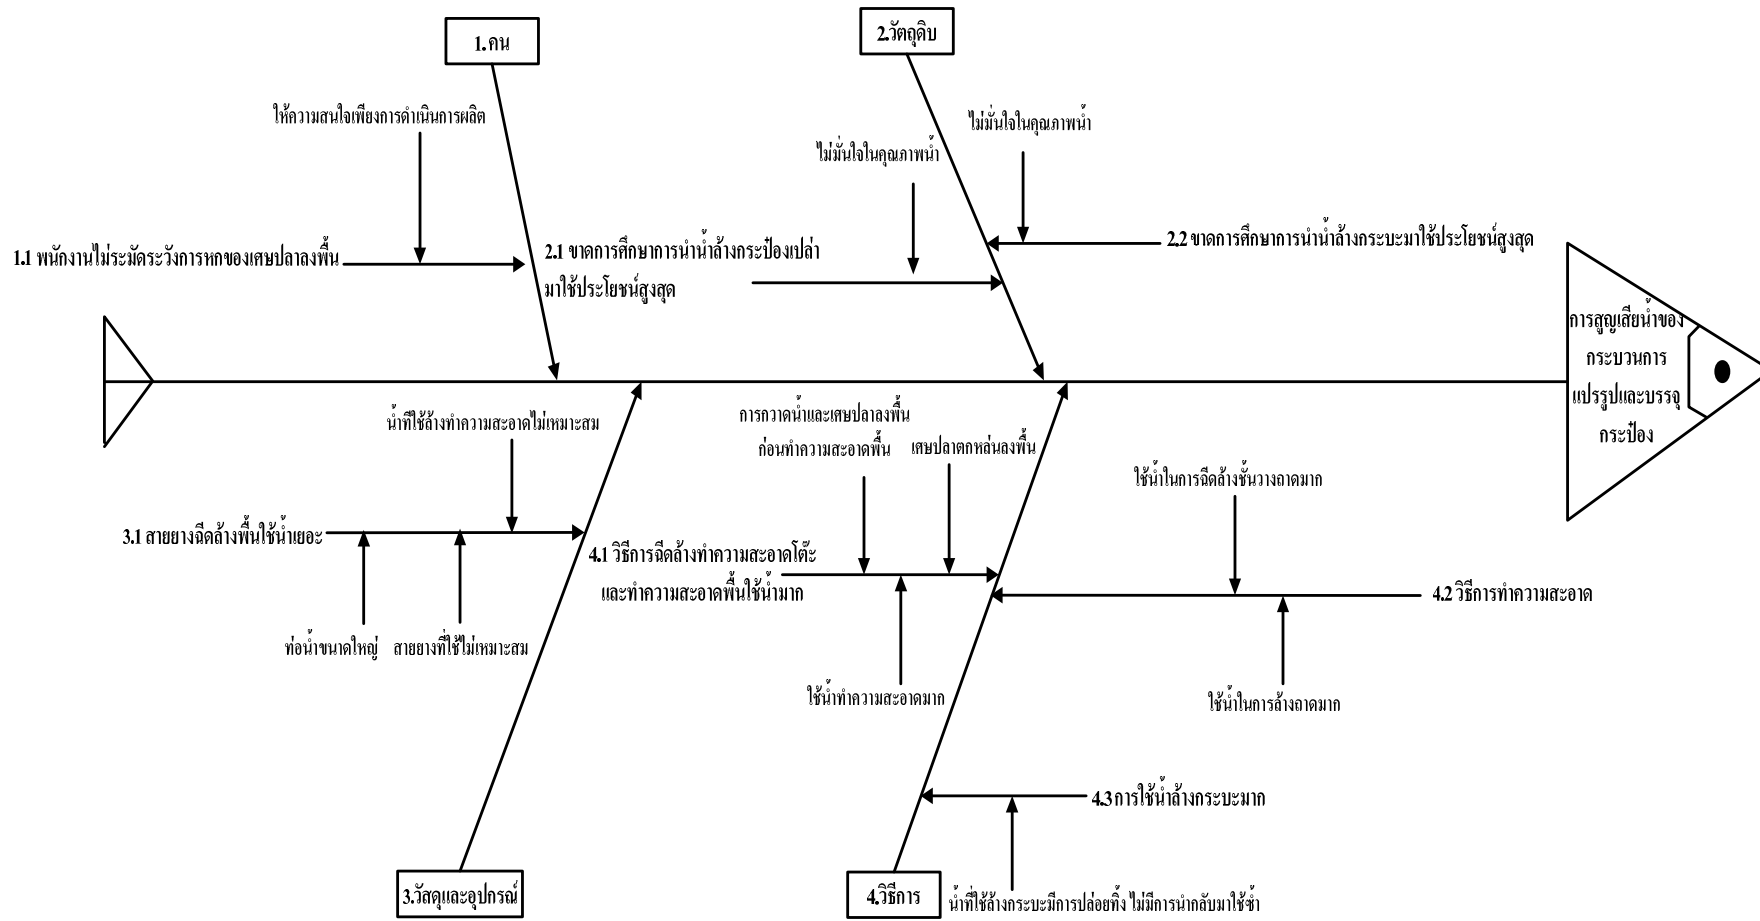 1.คน
2.วัตถุดิบ
ให้ความสนใจเพียงการดำเนินการผลิต
ไม่มั่นใจในคุณภาพน้ำ
ไม่มั่นใจในคุณภาพน้ำ
1.1 พนักงานไม่ระมัดระวังการหกของเศษปลาลงพื้น
2.1 ขาดการศึกษาการนำน้ำล้างกระป๋องเปล่า
มาใช้ประโยชน์สูงสุด
2.2 ขาดการศึกษาการนำน้ำล้างกระบะมาใช้ประโยชน์สูงสุด
การสูญเสียน้ำของ
กระบวนการ
แปรรูปและบรรจุ
กระป๋อง
น้ำที่ใช้ล้างทำความสะอาดไม่เหมาะสม
การกวาดน้ำและเศษปลาลงพื้น
ก่อนทำความสะอาดพื้น
เศษปลาตกหล่นลงพื้น
ใช้น้ำในการฉีดล้างชั้นวางถาดมาก
3.1 สายยางฉีดล้างพื้นใช้น้ำเยอะ
4.1 วิธีการฉีดล้างทำความสะอาดโต๊ะ
และทำความสะอาดพื้นใช้น้ำมาก
4.2 วิธีการทำความสะอาด
ท่อน้ำขนาดใหญ่
สายยางที่ใช้ไม่เหมาะสม
ใช้น้ำทำความสะอาดมาก
ใช้น้ำในการล้างถาดมาก
4.3 การใช้น้ำล้างกระบะมาก
3.วัสดุและอุปกรณ์
4.วิธีการ
น้ำที่ใช้ล้างกระบะมีการปล่อยทิ้ง ไม่มีการนำกลับมาใช้ซ้ำ